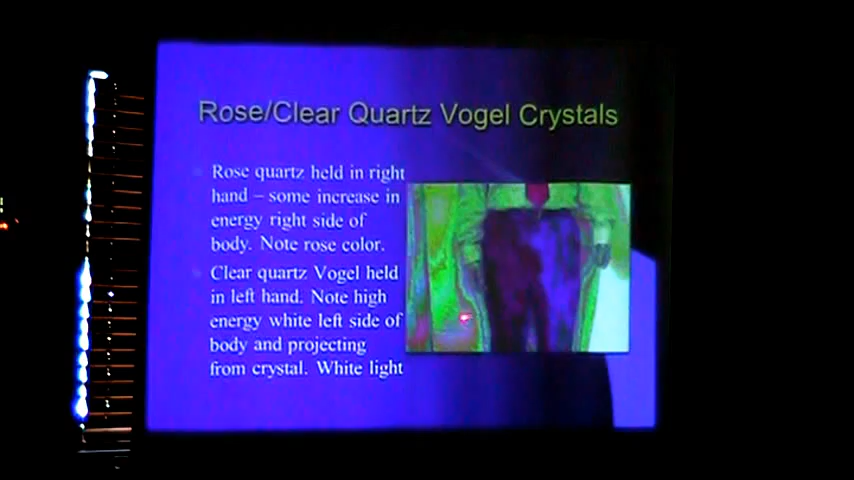 Rose/Clear Quartz Vogel Crystals
Rose quartz held in right
hand – some increase in
energy right side of
body. Note rose color.
Clear quartz Vogel held
in left hand. Note high
energy white left side of
body and projecting
from crystal. White light